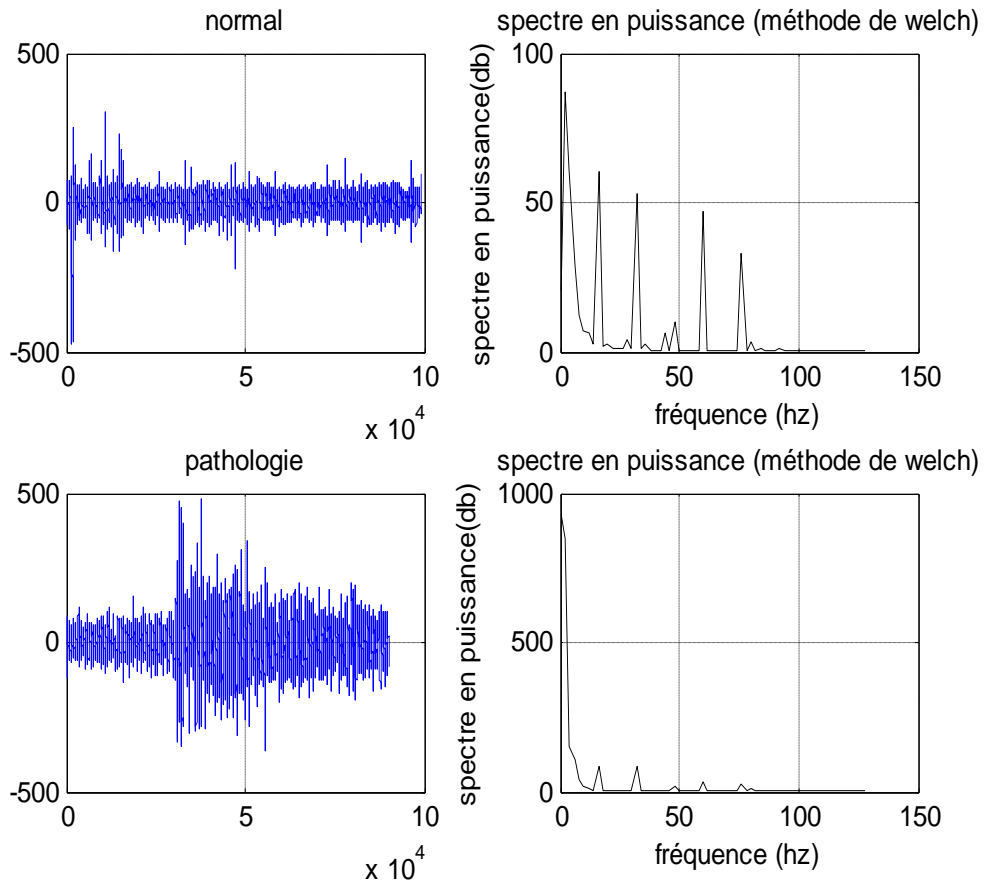 normal
500
0
-500
0
5
10
x 10^4
spectre en puissance (méthode de welch)
spectre en puissance(db)
100
50
0
0
50
100
150
fréquence (hz)
pathologie
500
0
-500
0
5
10
x 10^4
spectre en puissance (méthode de welch)
spectre en puissance(db)
1000
500
0
0
50
100
150
fréquence (hz)